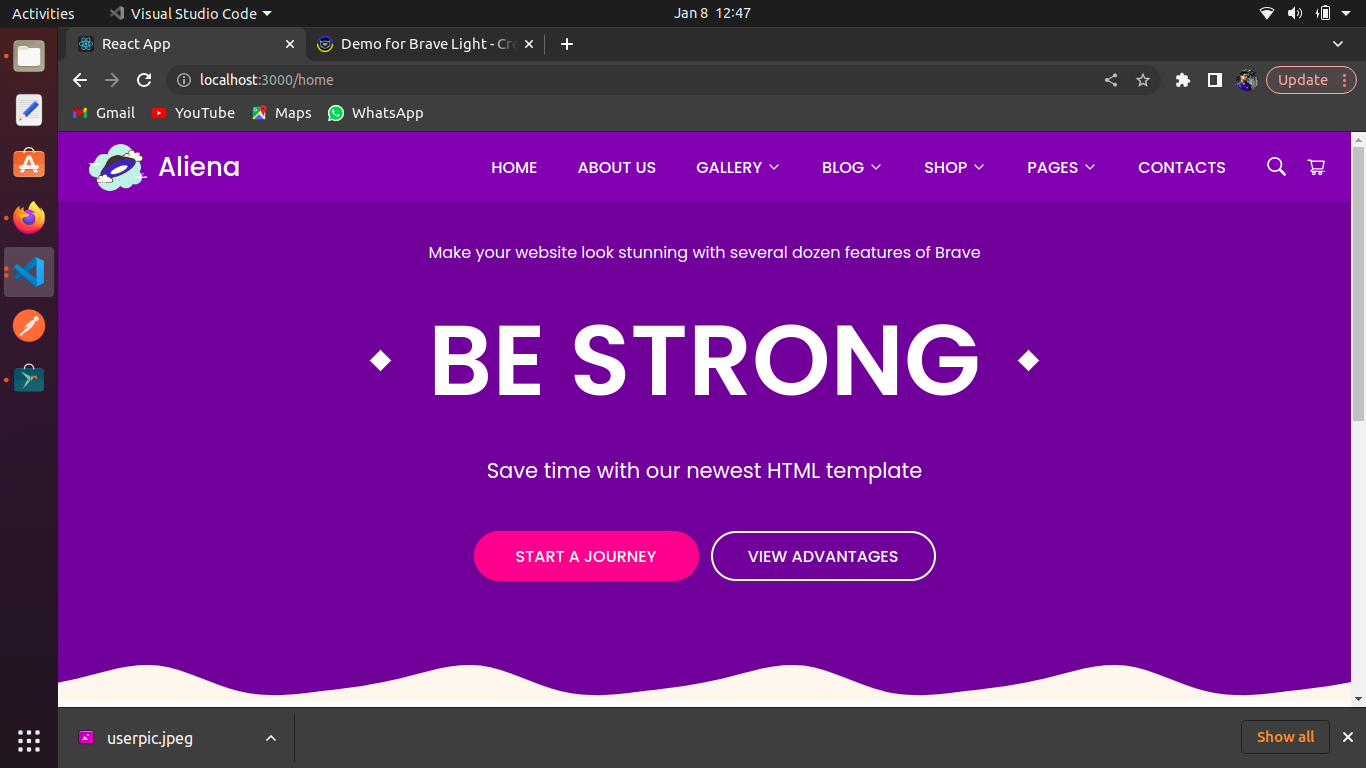 Activities Visual Studio Code Jan 8 12:47
React App Demo for Brave Light - Cre
localhost:3000/home Update
Gmail YouTube Maps WhatsApp
Aliena HOME ABOUT US GALLERY BLOG SHOP PAGES CONTACTS
Make your website look stunning with several dozen features of Brave
BE STRONG
Save time with our newest HTML template
START A JOURNEY VIEW ADVANTAGES
userpic.jpeg Show all